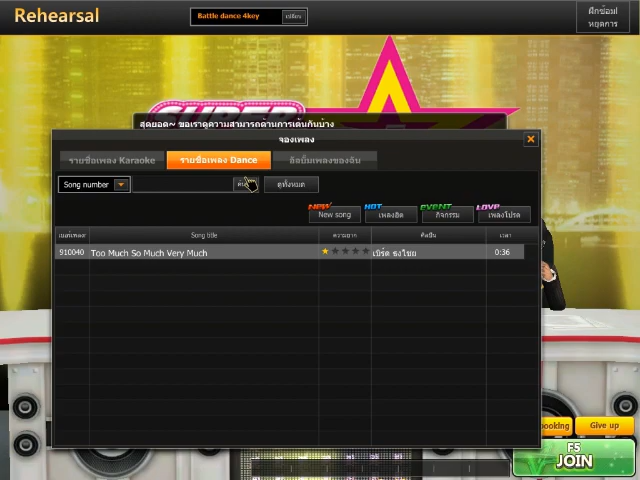 Rehearsal
Battle dance 4key
เปลี่ยน
ฝึกซ้อม
หยุดการ
SUPER
สุดยอด~ ขอเราดูความสามารถด้านการเต้นกันบ้าง
จองเพลง
รายชื่อเพลง Karaoke
รายชื่อเพลง Dance
อัลบั้มเพลงของฉัน
Song number
ดูทั้งหมด
NEW
New song
HOT
เพลงฮิต
EVENT
กิจกรรม
LOVE
เพลงโปรด
เบอร์เพลง
Song title
ความยาก
ศิลปิน
เวลา
910040
Too Much So Much Very Much
เบิร์ด ธงไชย
0:36
booking
Give up
F5
JOIN